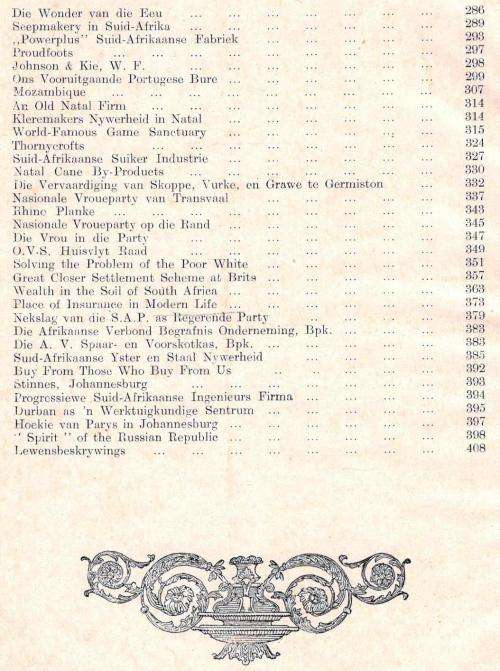 Die Wonder van die Eeu ... ... ... ... ... ... 286
Seepmakery in Suid-Afrika ... ... ... ... ... ... 289
„Powerplus" Suid-Afrikaanse Fabriek ... ... ... ... ... 293
Proudfoots ... ... ... ... ... ... ... ... 297
Johnson & Kie, W. F. ... ... ... ... ... ... 298
Ons Vooruitgaande Portugese Bure ... ... ... ... ... ... 299
Mozambique ... ... ... ... ... ... ... ... 307
An Old Natal Firm ... ... ... ... ... ... ... 314
Kleremakers Nywerheid in Natal ... ... ... ... ... ... 314
World-Famous Game Sanctuary ... ... ... ... ... 315
Thornycrofts ... ... ... ... ... ... ... 324
Suid-Afrikaanse Suiker Industrie ... ... ... ... ... 327
Natal Cane By-Products ... ... ... ... ... ... 330
Die Vervaardiging van Skoppe, Vurke, en Grawe te Germiston ... ... 332
Nasionale Vroueparty van Transvaal ... ... ... ... ... 337
Rhine Planke ... ... ... ... ... ... ... ... 343
Nasionale Vroueparty op die Rand ... ... ... ... ... 345
Die Vrou in die Party ... ... ... ... ... ... ... 347
O.V.S. Huisvlyt Raad ... ... ... ... ... ... ... 349
Solving the Problem of the Poor White ... ... ... ... ... 351
Great Closer Settlement Scheme at Brits ... ... ... ... ... 357
Wealth in the Soil of South Africa ... ... ... ... ... ... 363
Place of Insurance in Modern Life ... ... ... ... ... ... 373
Nekslag van die S.A.P. as Regerende Party ... ... ... ... 379
Die Afrikaanse Verbond Begrafnis Onderneming, Bpk. ... ... ... 383
Die A. V. Spaar- en Voorskotkas, Bpk. ... ... ... ... ... 383
Suid-Afrikaanse Yster en Staal Nywerheid ... ... ... ... 385
Buy From Those Who Buy From Us .. ... ... ... ... 392
Stinnes, Johannesburg ... ... ... ... ... ... 393
Progressiewe Suid-Afrikaanse Ingenieurs Firma ... ... ... ... 394
Durban as 'n Werktuigkundige Sentrum ... ... ... ... ... 395
Hoekie van Parys in Johannesburg ... ... ... ... ... ... 397
" Spirit " of the Russian Republic ... ... ... ... ... ... 398
Lewensbeskrywings ... ... ... ... ... ... ... 408